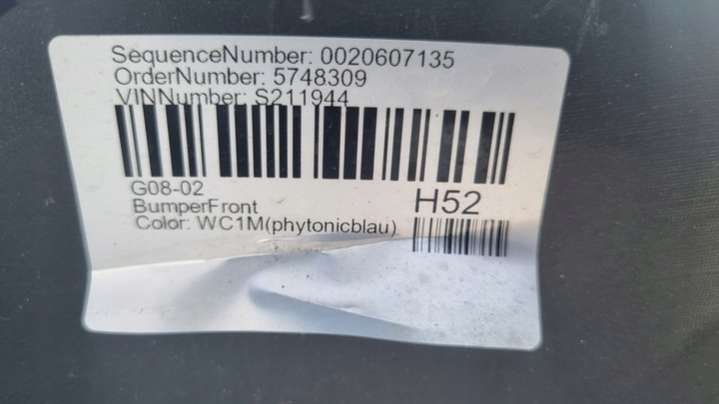 SequenceNumber: 0020607135
OrderNumber: 5748309
VINNumber: S211944
G08-02
BumperFront
H52
Color: WC1M(phytonicblau)